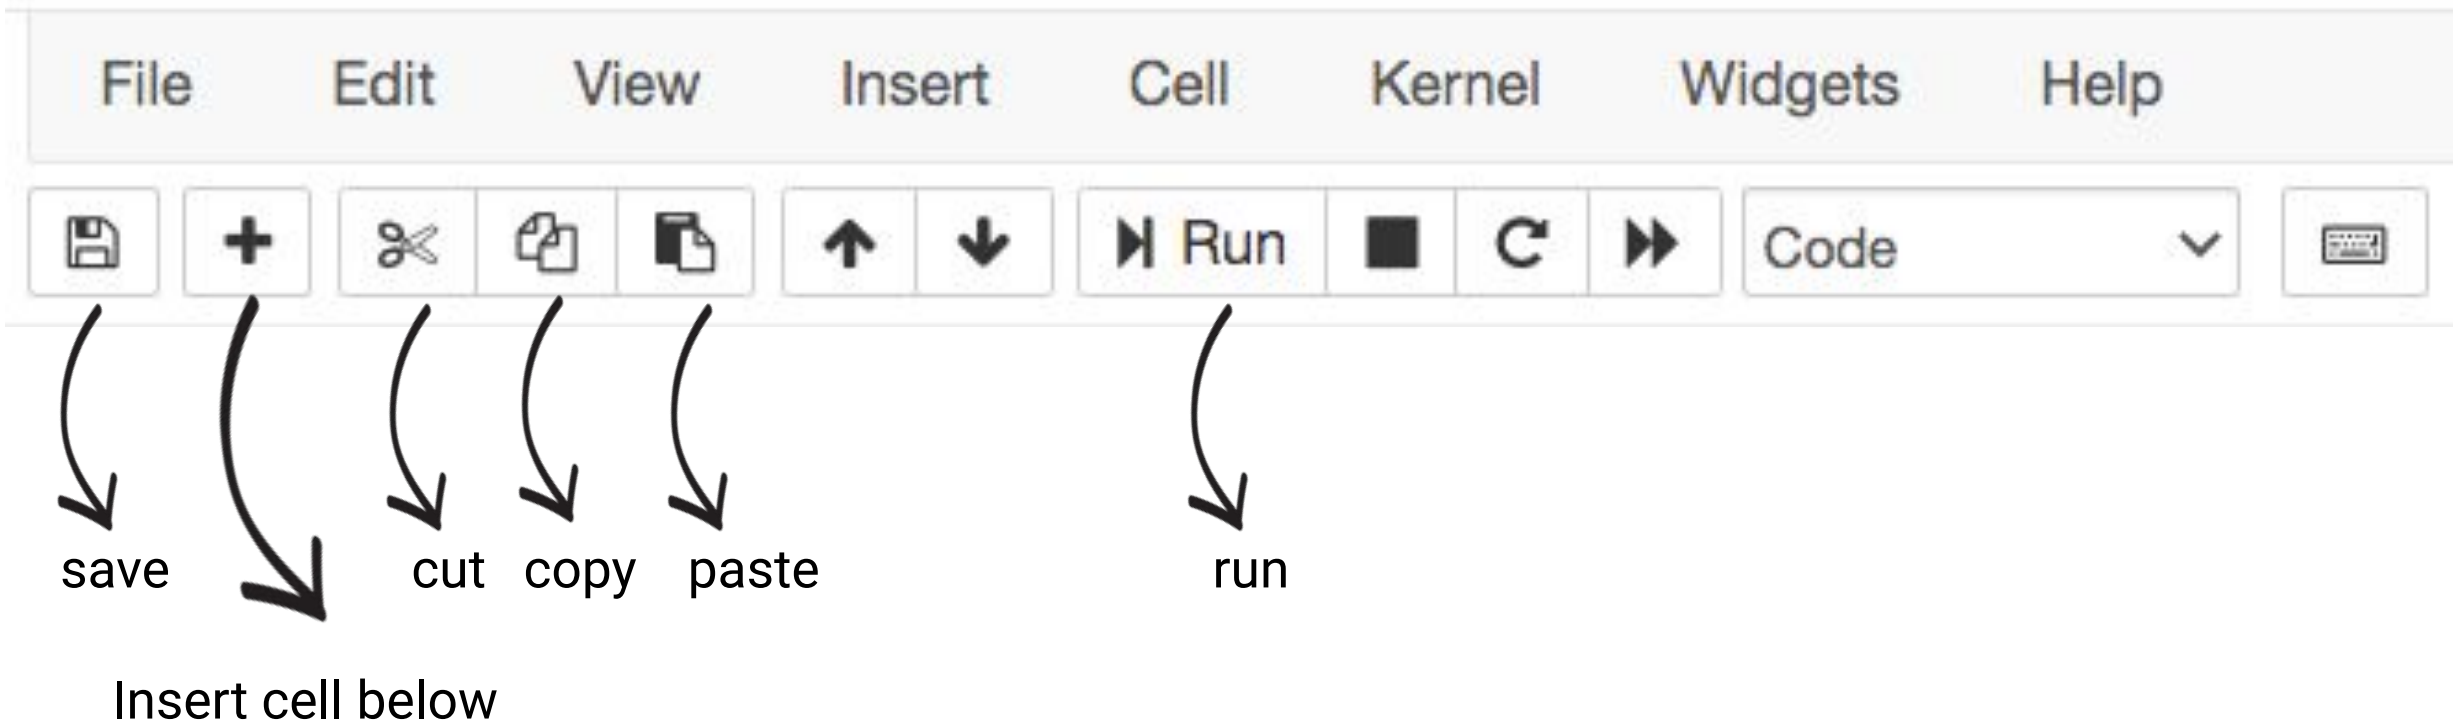 File Edit View Insert Cell Kernel Widgets Help
Run Code
save cut copy paste run
Insert cell below